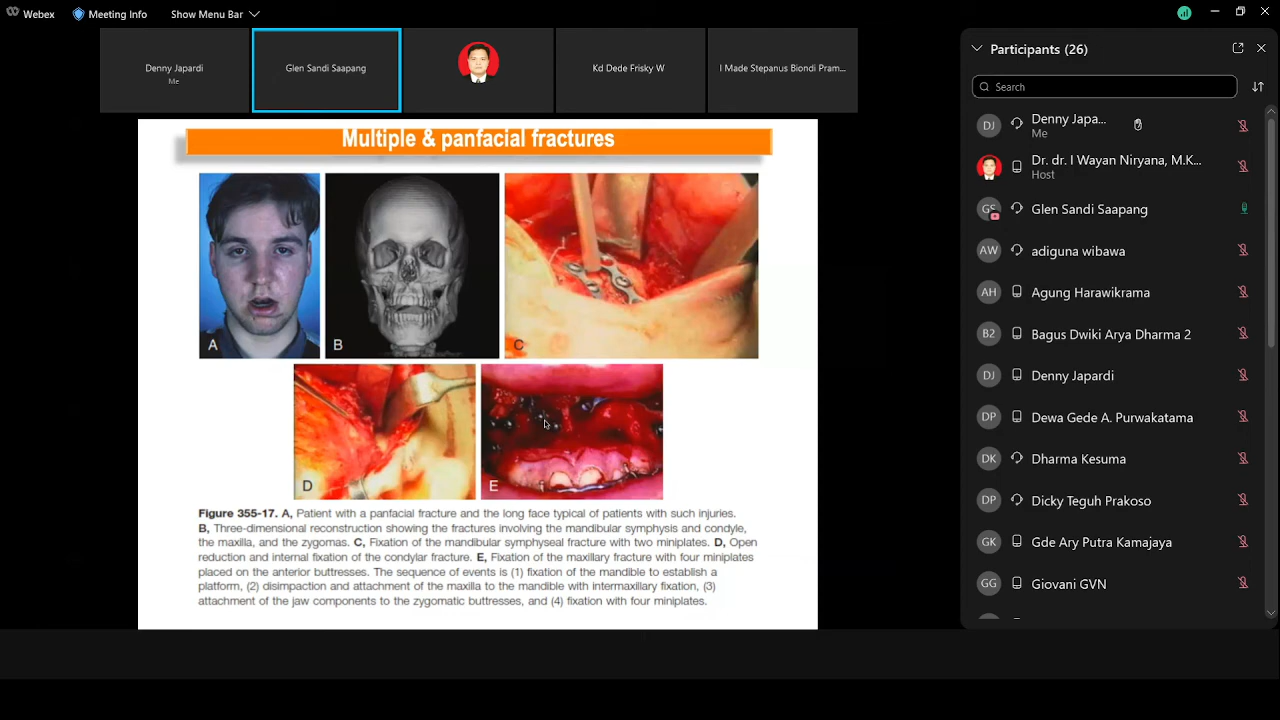 Webex
Meeting Info
Show Menu Bar
Denny Japardi
Me
Glen Sandi Saapang
Kd Dede Frisky W
I Made Stepanus Biondi Pram...
Participants (26)
Search
DJ
Denny Japa...
Me
Dr. dr. I Wayan Niryana, M.K...
Host
GS
Glen Sandi Saapang
AW
adiguna wibawa
AH
Agung Harawikrama
B2
Bagus Dwiki Arya Dharma 2
DJ
Denny Japardi
DP
Dewa Gede A. Purwakatama
DK
Dharma Kesuma
DP
Dicky Teguh Prakoso
GK
Gde Ary Putra Kamajaya
GG
Giovani GVN
Multiple & panfacial fractures
A
B
C
D
E
Figure 355-17. A, Patient with a panfacial fracture and the long face typical of patients with such injuries.
B, Three-dimensional reconstruction showing the fractures involving the mandibular symphysis and condyle,
the maxilla, and the zygomas. C, Fixation of the mandibular symphyseal fracture with two miniplates. D, Open
reduction and internal fixation of the condylar fracture. E, Fixation of the maxillary fracture with four miniplates
placed on the anterior buttresses. The sequence of events is (1) fixation of the mandible to establish a
platform, (2) disimpaction and attachment of the maxilla to the mandible with intermaxillary fixation, (3)
attachment of the jaw components to the zygomatic buttresses, and (4) fixation with four miniplates.